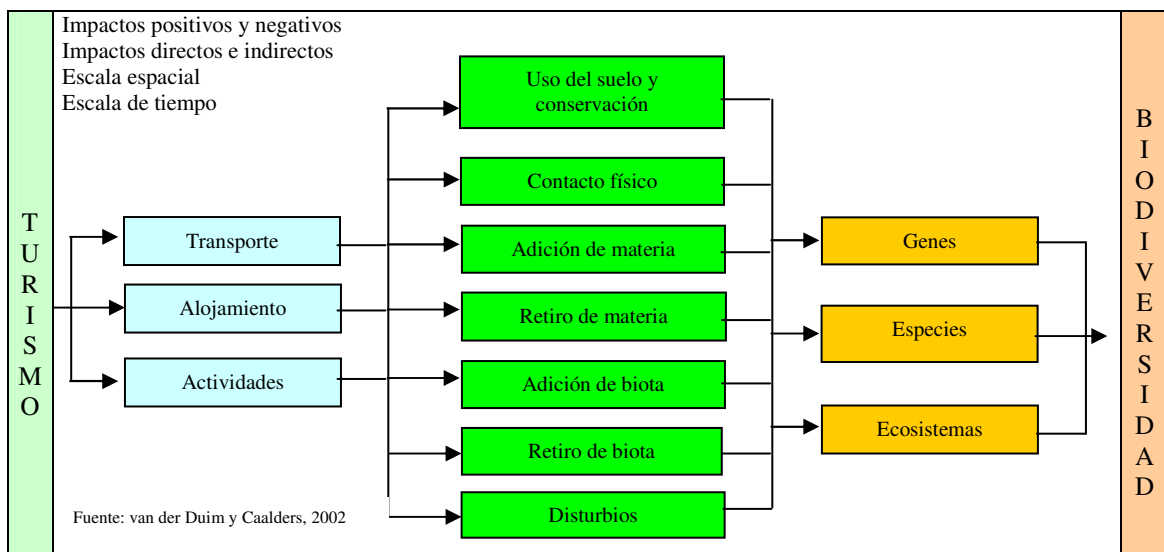 Impactos positivos y negativos
Impactos directos e indirectos
Escala espacial
Escala de tiempo
TURISMO
Transporte
Alojamiento
Actividades
Uso del suelo y
conservación
Contacto físico
Adición de materia
Retiro de materia
Adición de biota
Retiro de biota
Disturbios
Genes
Especies
Ecosistemas
BIODIVERSIDAD
Fuente: van der Duim y Caalders, 2002